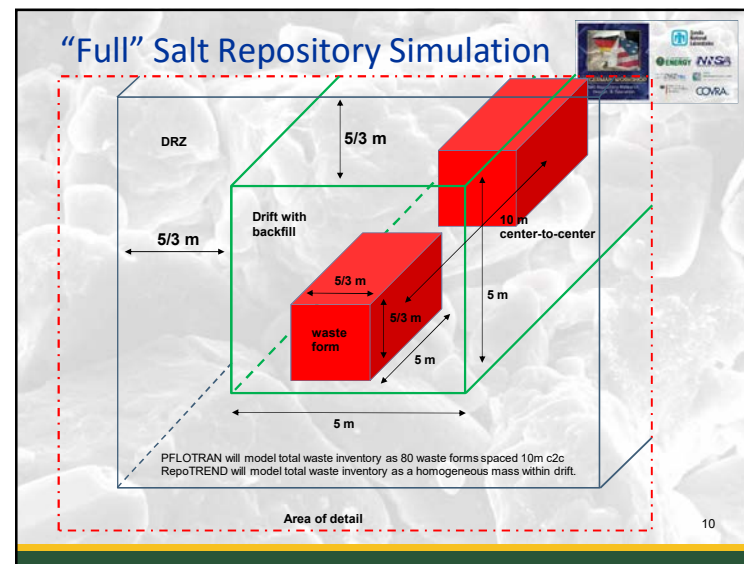 “Full” Salt Repository Simulation
Sandia National Laboratories
ENERGY NNSA
COVRA
5/3 m
DRZ
Drift with
backfill
10 m
center-to-center
5/3 m
5/3 m
5 m
5/3 m
waste
form
5 m
5 m
PFLOTRAN will model total waste inventory as 80 waste forms spaced 10m c2c
RepoTREND will model total waste inventory as a homogeneous mass within drift.
Area of detail
10